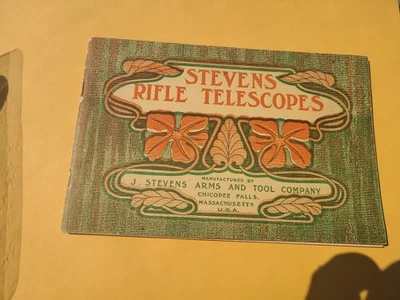 STEVENS
RIFLE TELESCOPES
MANUFACTURED BY
J. STEVENS ARMS AND TOOL COMPANY
CHICOPEE FALLS,
MASSACHUSETTS
U.S.A.